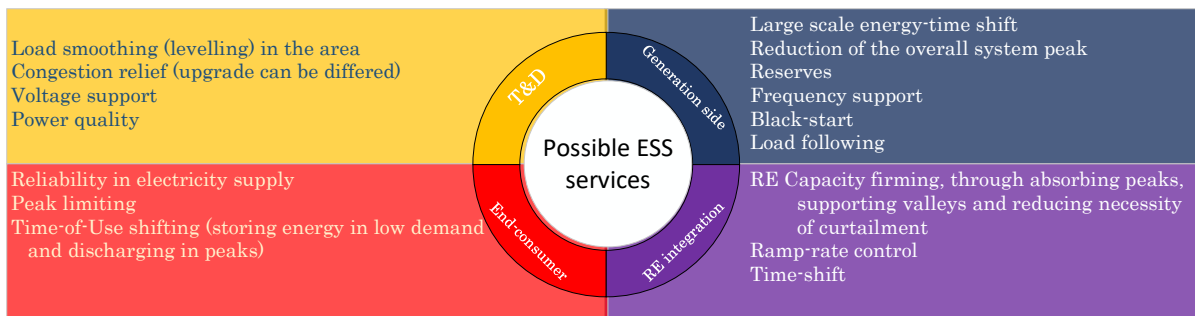 Load smoothing (levelling) in the area
Congestion relief (upgrade can be differed)
Voltage support
Power quality
T&D
Generation side
Large scale energy-time shift
Reduction of the overall system peak
Reserves
Frequency support
Black-start
Load following
Possible ESS
services
Reliability in electricity supply
Peak limiting
Time-of-Use shifting (storing energy in low demand
and discharging in peaks)
End-consumer
RE integration
RE Capacity firming, through absorbing peaks,
supporting valleys and reducing necessity
of curtailment
Ramp-rate control
Time-shift